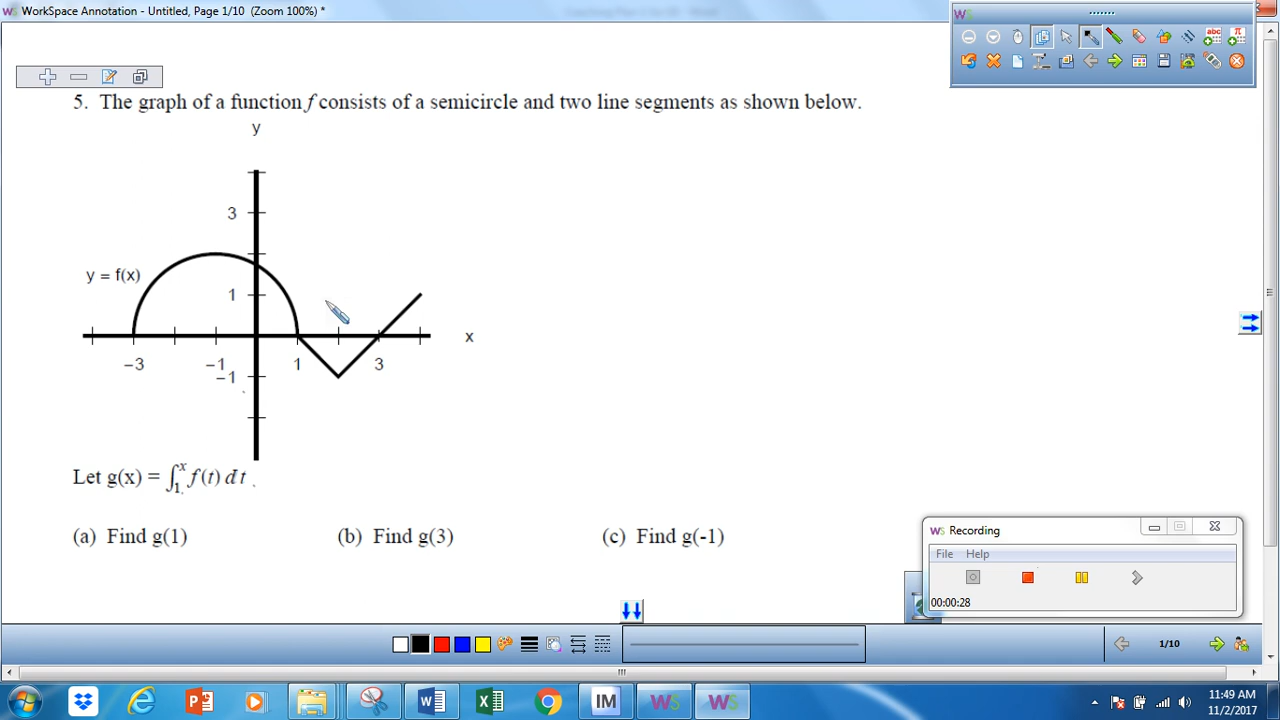 WorkSpace Annotation - Untitled, Page 1/10 (Zoom 100%) *
5. The graph of a function f consists of a semicircle and two line segments as shown below.
y
3
y = f(x)
1
x
−3
−1
1
3
−1
Let g(x) = ∫₁ˣ f(t) dt .
(a) Find g(1)
(b) Find g(3)
(c) Find g(-1)
Recording
File Help
00:00:28
1/10
11:49 AM
11/2/2017